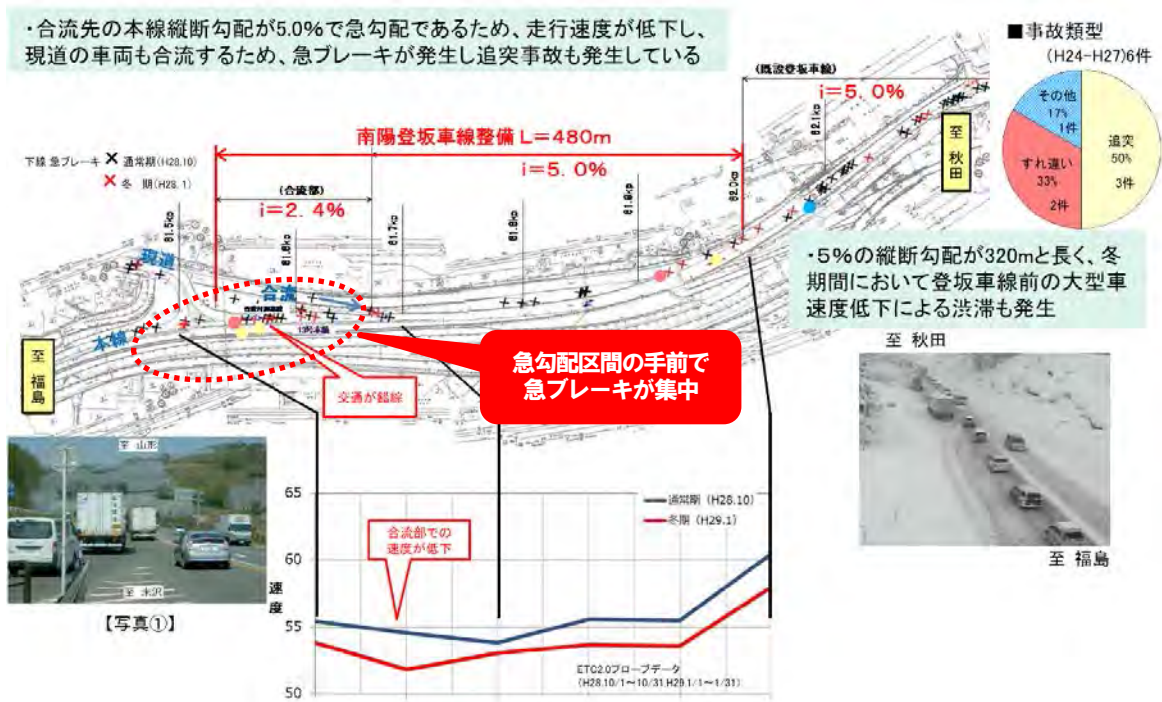 ・合流先の本線縦断勾配が5.0%で急勾配であるため、走行速度が低下し、
現道の車両も合流するため、急ブレーキが発生し追突事故も発生している
■事故類型
(H24-H27)6件
その他
17%
1件
追突
50%
3件
すれ違い
33%
2件
(既設登坂車線)
i=5.0%
至 秋田
南陽登坂車線整備 L=480m
i=5.0%
下線 急ブレーキ ✕ 通常期(H28.10)
✕ 冬 期(H28.1)
(合流部)
i=2.4%
61.5kp
61.6kp
61.7kp
61.8kp
61.9kp
62.0kp
62.1kp
現道
合流
本線
至 福島
交通が錯綜
急勾配区間の手前で
急ブレーキが集中
・5%の縦断勾配が320mと長く、冬
期間において登坂車線前の大型車
速度低下による渋滞も発生
至 秋田
至 福島
至 山形
至 米沢
【写真①】
65
60
55
50
速度
合流部での
速度が低下
通常期(H28.10)
冬期(H29.1)
ETC2.0プローブデータ
(H28.10/1~10/31,H29.1/1~1/31)